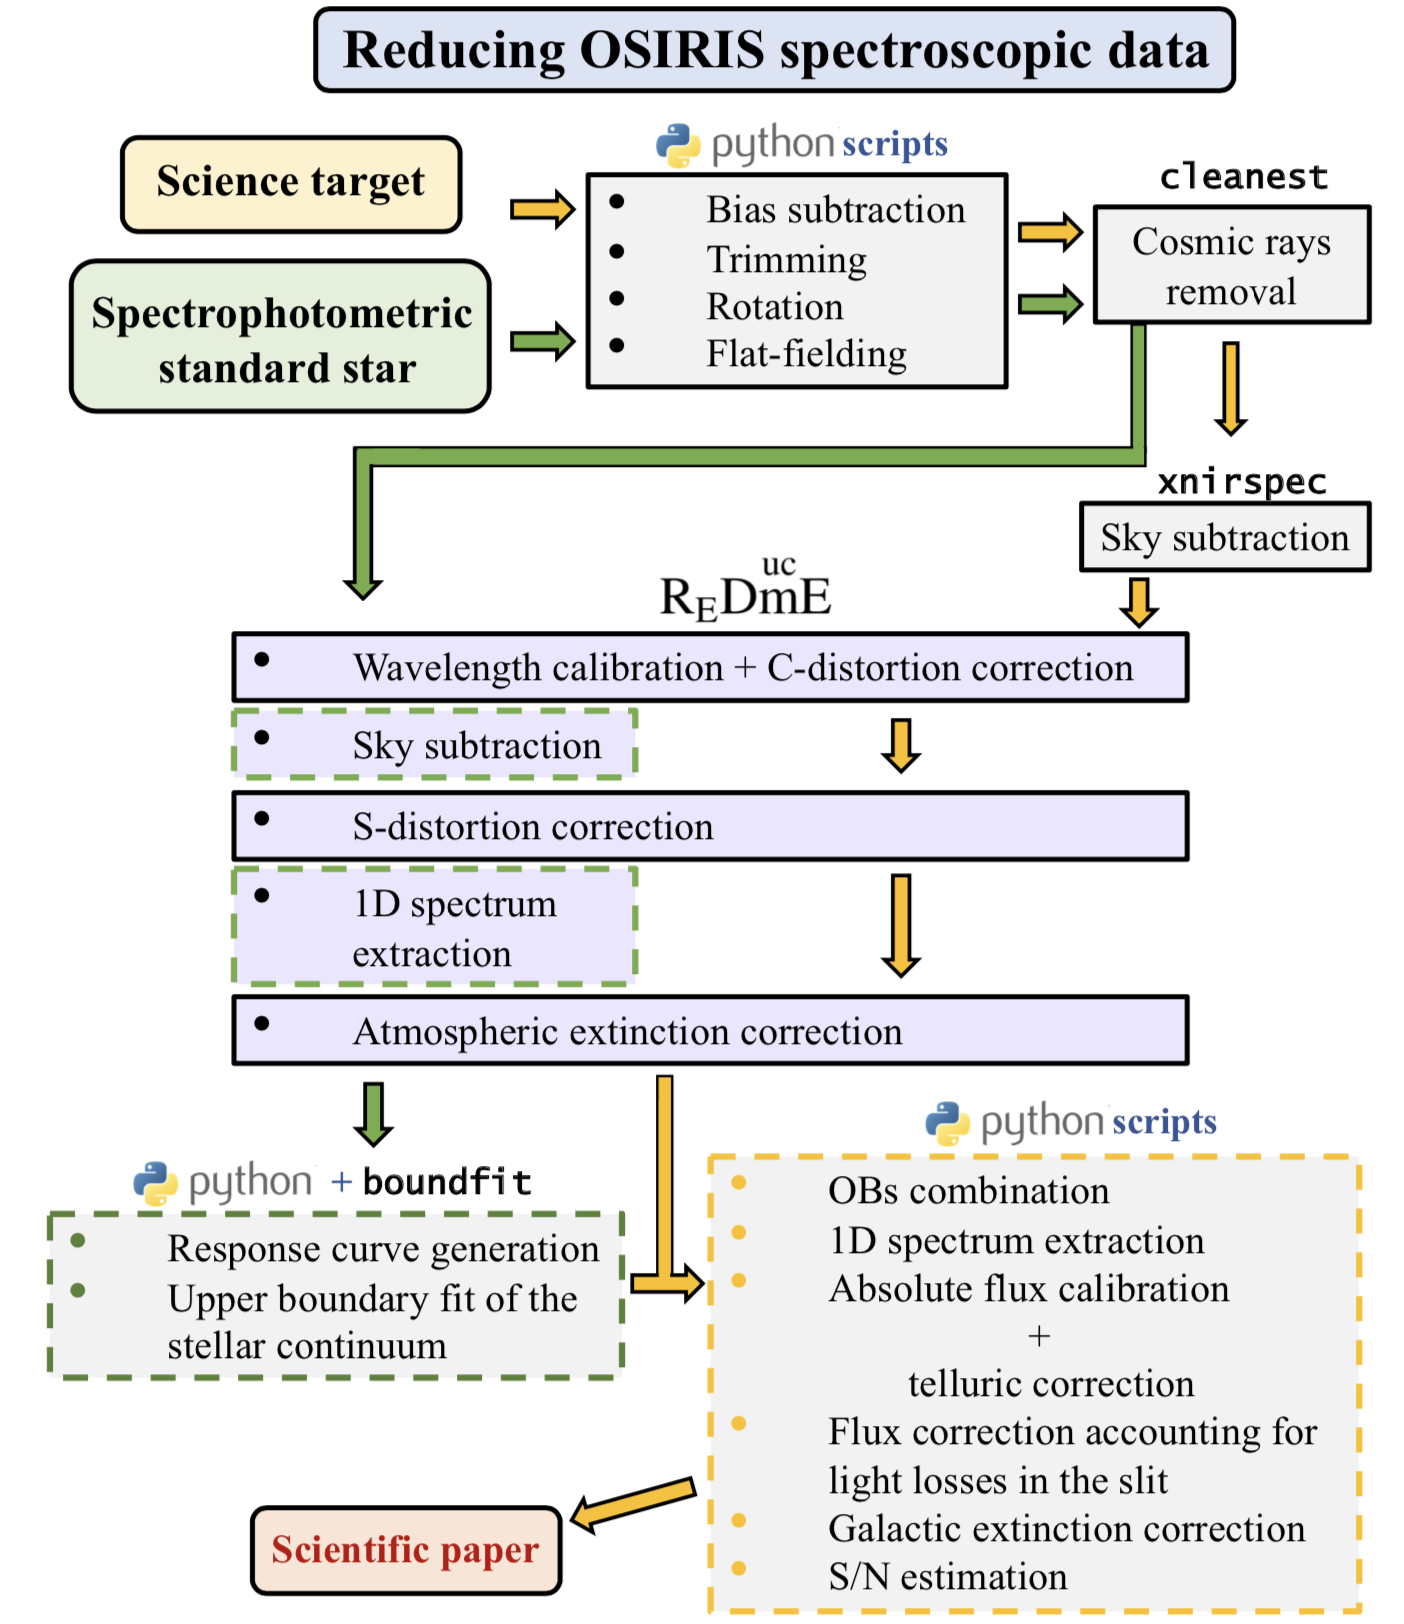 Reducing OSIRIS spectroscopic data
Science target
Spectrophotometric
standard star
python scripts
• Bias subtraction
• Trimming
• Rotation
• Flat-fielding
cleanest
Cosmic rays
removal
xnirspec
Sky subtraction
REDmE uc
• Wavelength calibration + C-distortion correction
• Sky subtraction
• S-distortion correction
• 1D spectrum
extraction
• Atmospheric extinction correction
python + boundfit
• Response curve generation
• Upper boundary fit of the
stellar continuum
python scripts
• OBs combination
• 1D spectrum extraction
• Absolute flux calibration
+
telluric correction
• Flux correction accounting for
light losses in the slit
• Galactic extinction correction
• S/N estimation
Scientific paper